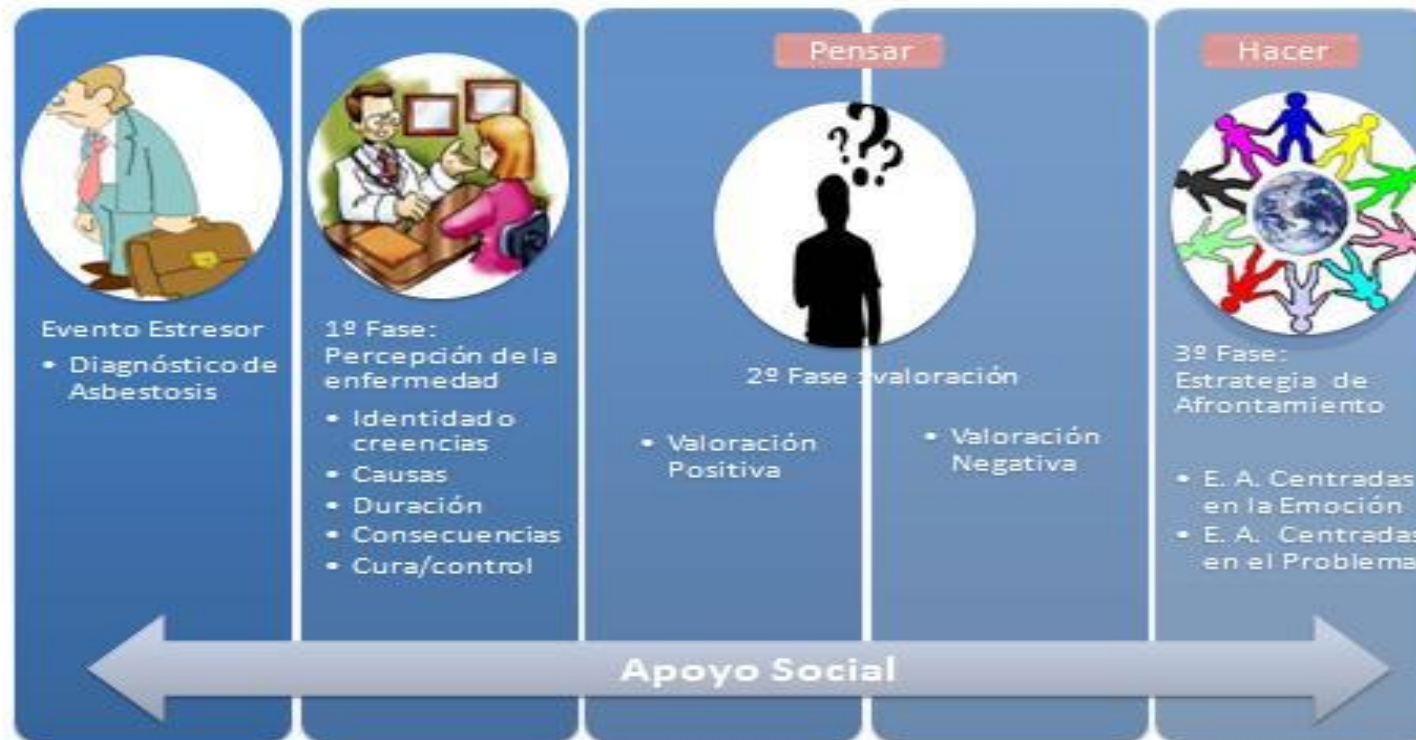 Pensar
Hacer
Evento Estresor
• Diagnóstico de
Asbestosis
1º Fase:
Percepción de la
enfermedad
• Identidad o
creencias
• Causas
• Duración
• Consecuencias
• Cura/control
2º Fase : valoración
• Valoración
Positiva
• Valoración
Negativa
3º Fase:
Estrategia de
Afrontamiento
• E. A. Centradas
en la Emoción
• E. A. Centradas
en el Problema
Apoyo Social
???